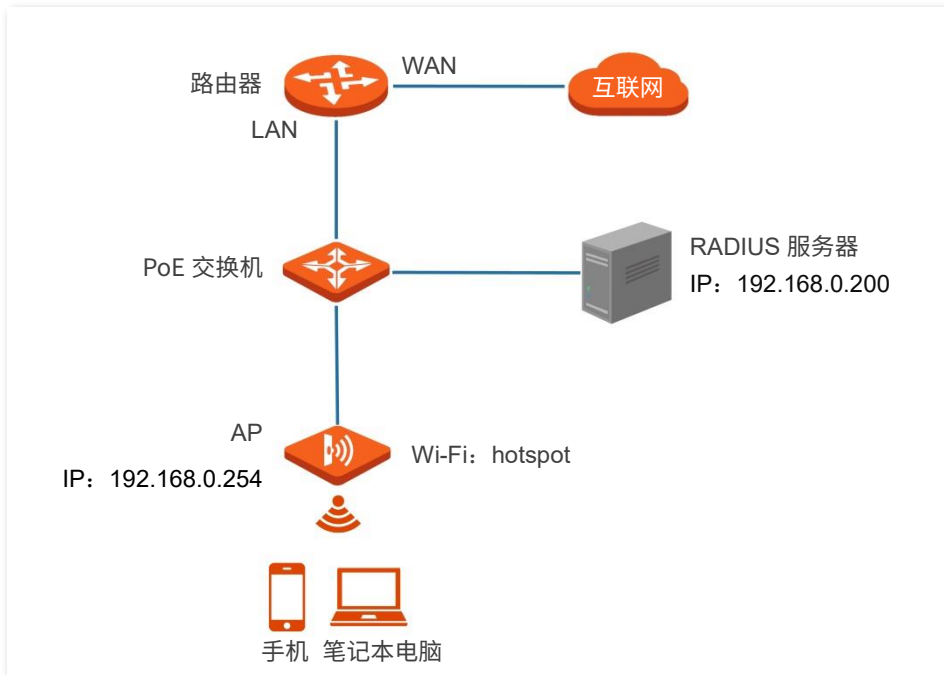 WAN
路由器
互联网
LAN
RADIUS 服务器
PoE 交换机
IP：192.168.0.200
AP
Wi-Fi：hotspot
IP：192.168.0.254
手机 笔记本电脑